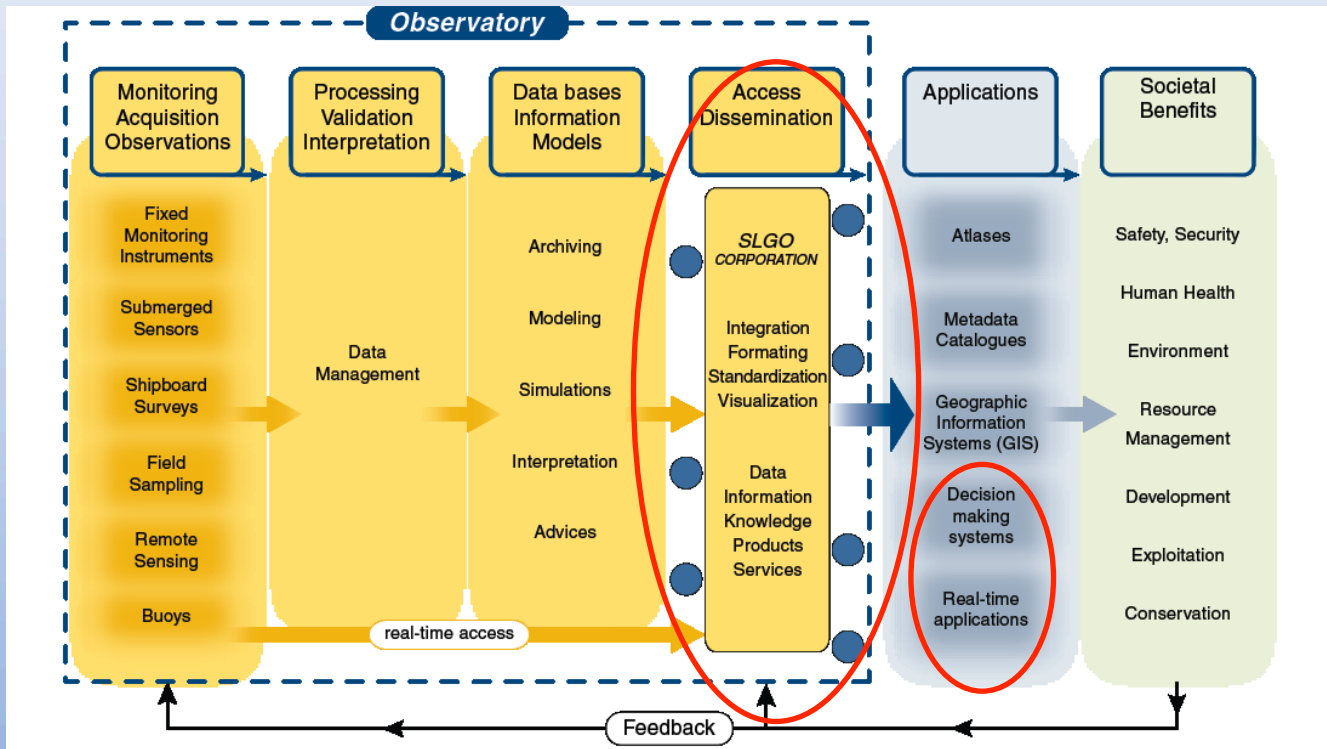 Observatory
Monitoring
Acquisition
Observations
Processing
Validation
Interpretation
Data bases
Information
Models
Access
Dissemination
Applications
Societal
Benefits
Fixed
Monitoring
Instruments
Submerged
Sensors
Shipboard
Surveys
Field
Sampling
Remote
Sensing
Buoys
Data
Management
Archiving
Modeling
Simulations
Interpretation
Advices
SLGO
CORPORATION
Integration
Formating
Standardization
Visualization
Data
Information
Knowledge
Products
Services
Atlases
Metadata
Catalogues
Geographic
Information
Systems (GIS)
Decision
making
systems
Real-time
applications
Safety, Security
Human Health
Environment
Resource
Management
Development
Exploitation
Conservation
real-time access
Feedback